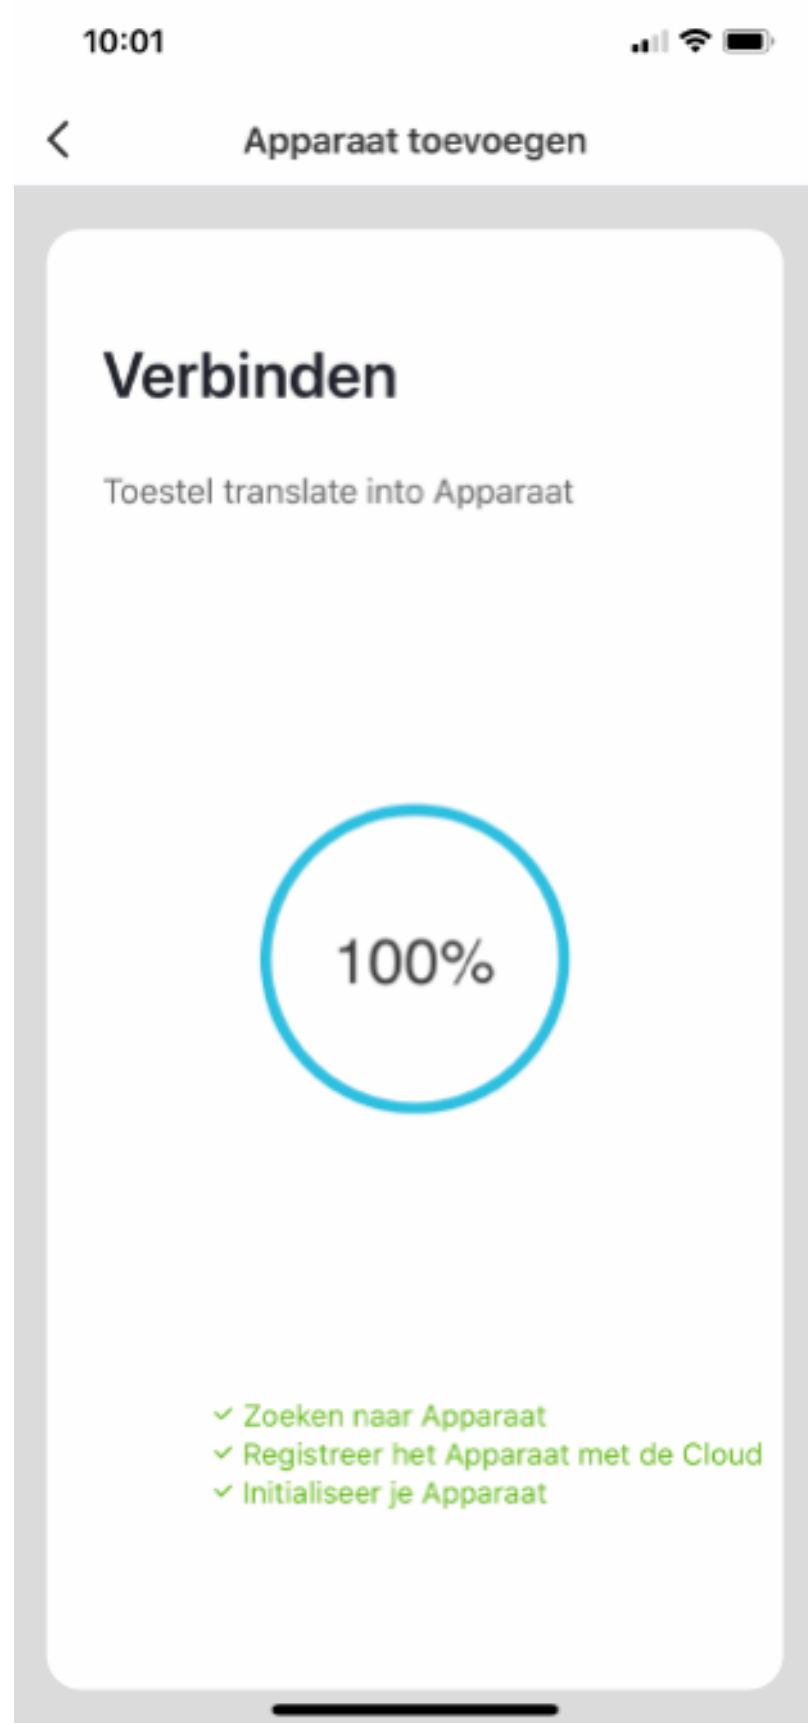 10:01
Apparaat toevoegen
Verbinden
Toestel translate into Apparaat
100%
Zoeken naar Apparaat
Registreer het Apparaat met de Cloud
Initialiseer je Apparaat